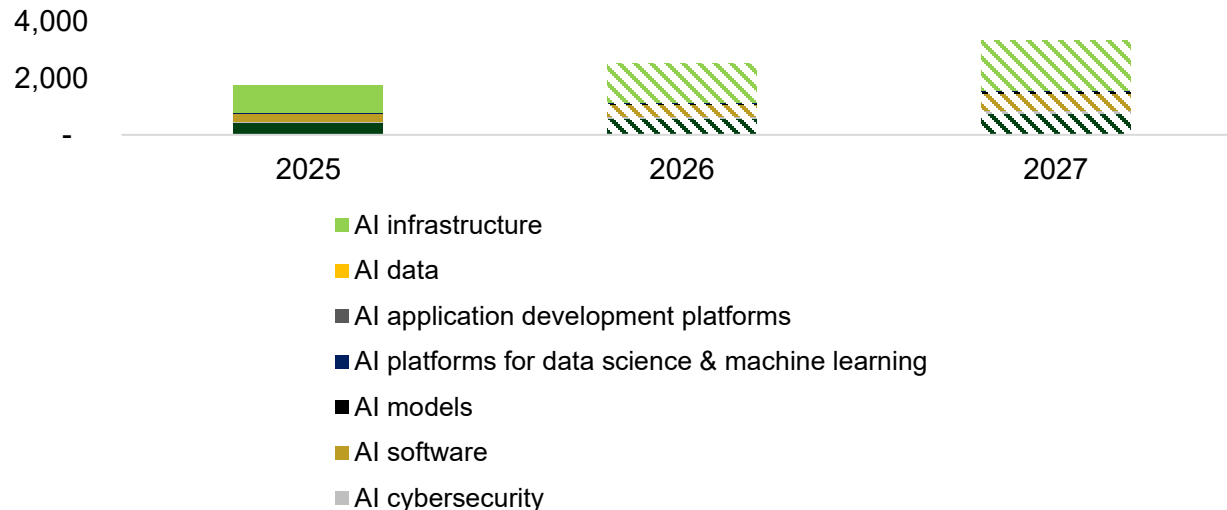 4,000
2,000
-
2025 2026 2027
AI infrastructure
AI data
AI application development platforms
AI platforms for data science & machine learning
AI models
AI software
AI cybersecurity